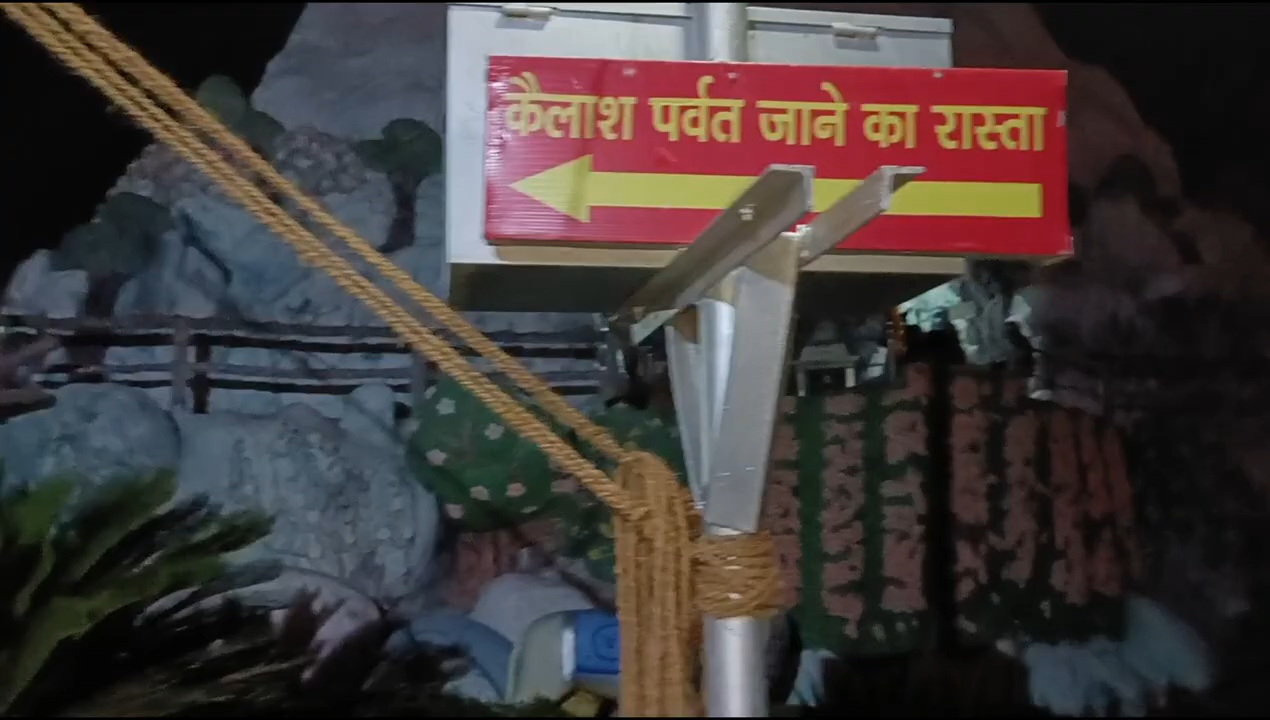 कैलाश पर्वत जाने का रास्ता